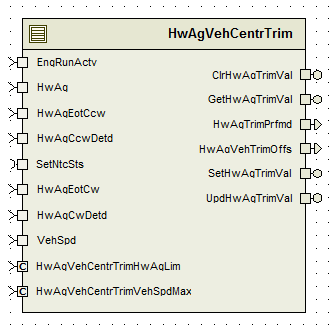 HwAgVehCentrTrim
EngRunActv
HwAg
HwAgEotCcw
HwAgCcwDetd
SetNtcSts
HwAgEotCw
HwAgCwDetd
VehSpd
C HwAgVehCentrTrimHwAgLim
C HwAgVehCentrTrimVehSpdMax
ClrHwAgTrimVal
GetHwAgTrimVal
HwAgTrimPrfmd
HwAgVehTrimOffs
SetHwAgTrimVal
UpdHwAgTrimVal